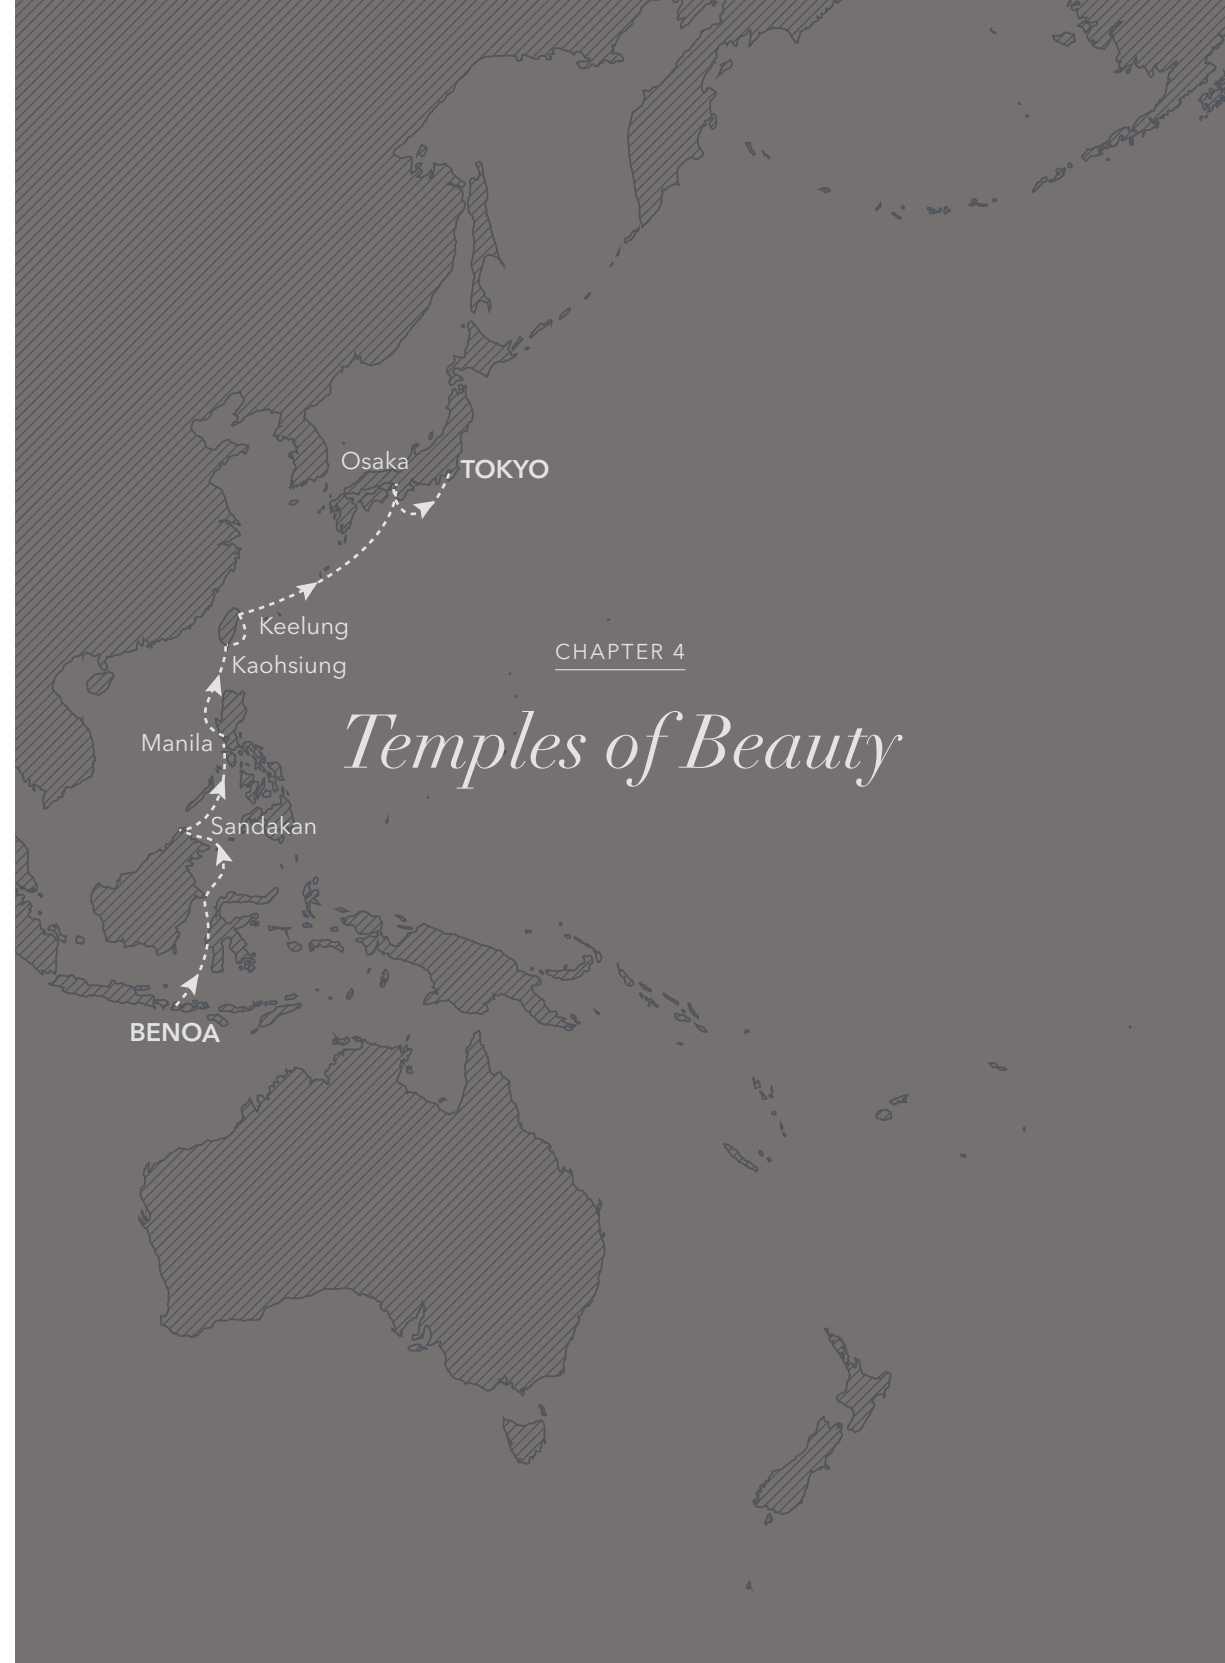 Osaka
TOKYO
Keelung
CHAPTER 4
Kaohsiung
Temples of Beauty
Manila
Sandakan
BENOA